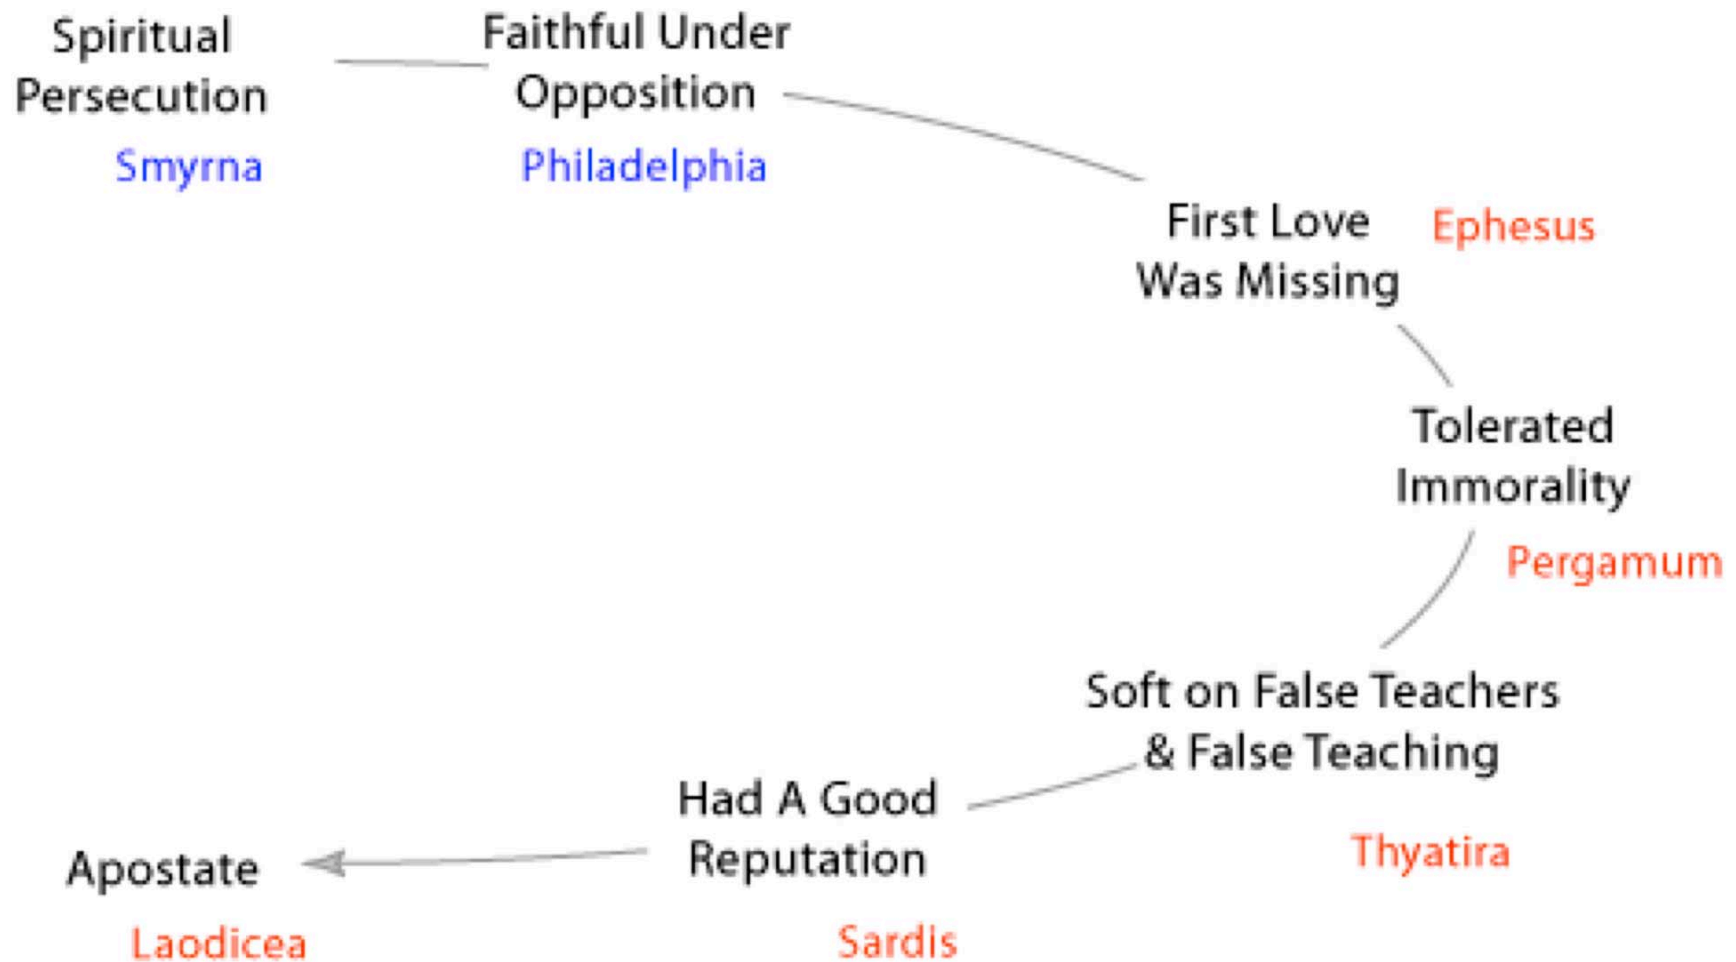 Spiritual
Persecution
Smyrna
Faithful Under
Opposition
Philadelphia
First Love
Was Missing
Ephesus
Tolerated
Immorality
Pergamum
Soft on False Teachers
& False Teaching
Thyatira
Had A Good
Reputation
Sardis
Apostate
Laodicea